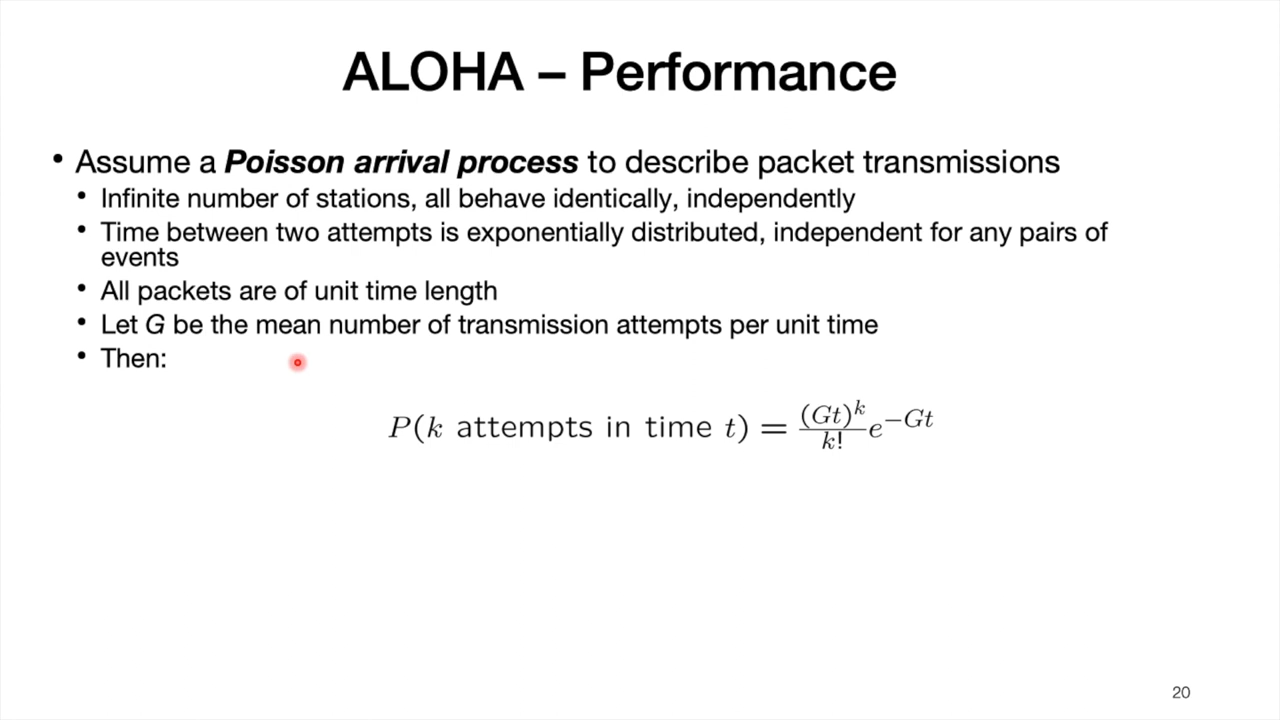 ALOHA – Performance
• Assume a Poisson arrival process to describe packet transmissions
• Infinite number of stations, all behave identically, independently
• Time between two attempts is exponentially distributed, independent for any pairs of
events
• All packets are of unit time length
• Let G be the mean number of transmission attempts per unit time
• Then:
P(k attempts in time t) = (Gt)^k/k! e^{-Gt}
20